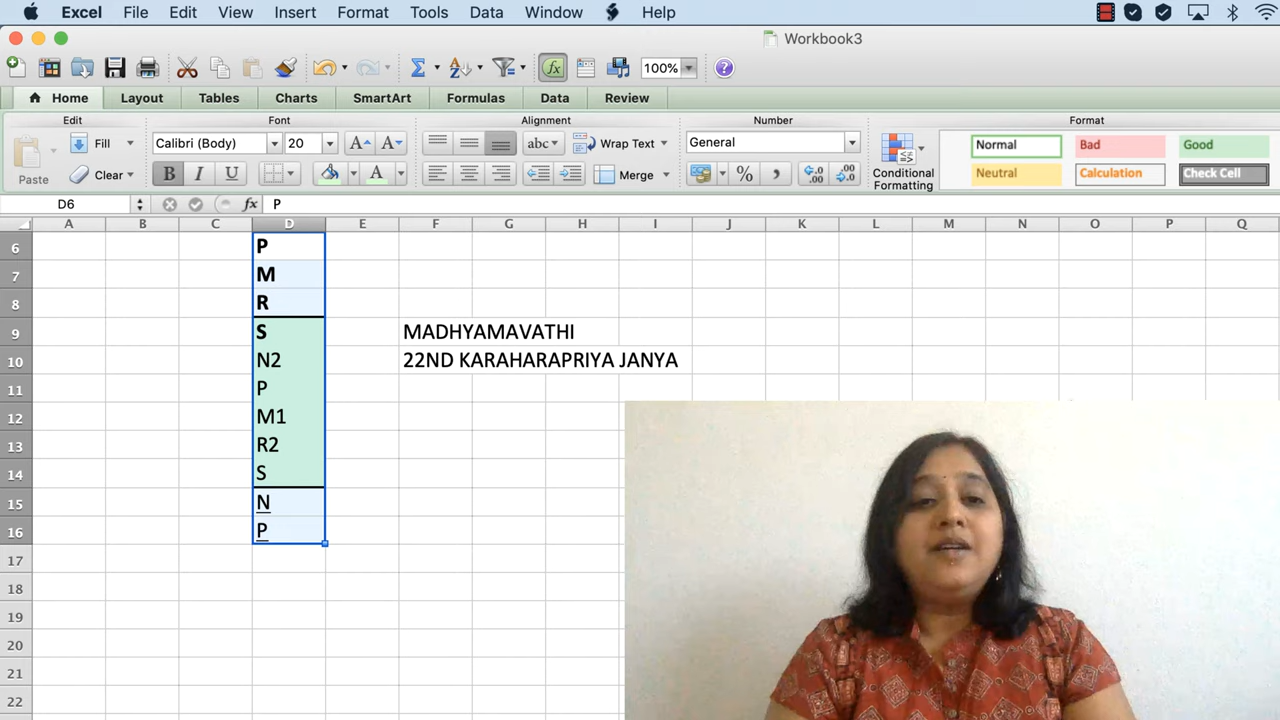 Excel File Edit View Insert Format Tools Data Window Help
Workbook3
100%
Home Layout Tables Charts SmartArt Formulas Data Review
Edit Font Alignment Number Format
Fill Calibri (Body) 20 abc Wrap Text General Normal Bad Good
Paste Clear B I U Merge % Conditional Formatting Neutral Calculation Check Cell
D6 fx P
A B C D E F G H I J K L M N O P Q
6 P
7 M
8 R
9 S MADHYAMAVATHI
10 N2 22ND KARAHARAPRIYA JANYA
11 P
12 M1
13 R2
14 S
15 N
16 P
17
18
19
20
21
22